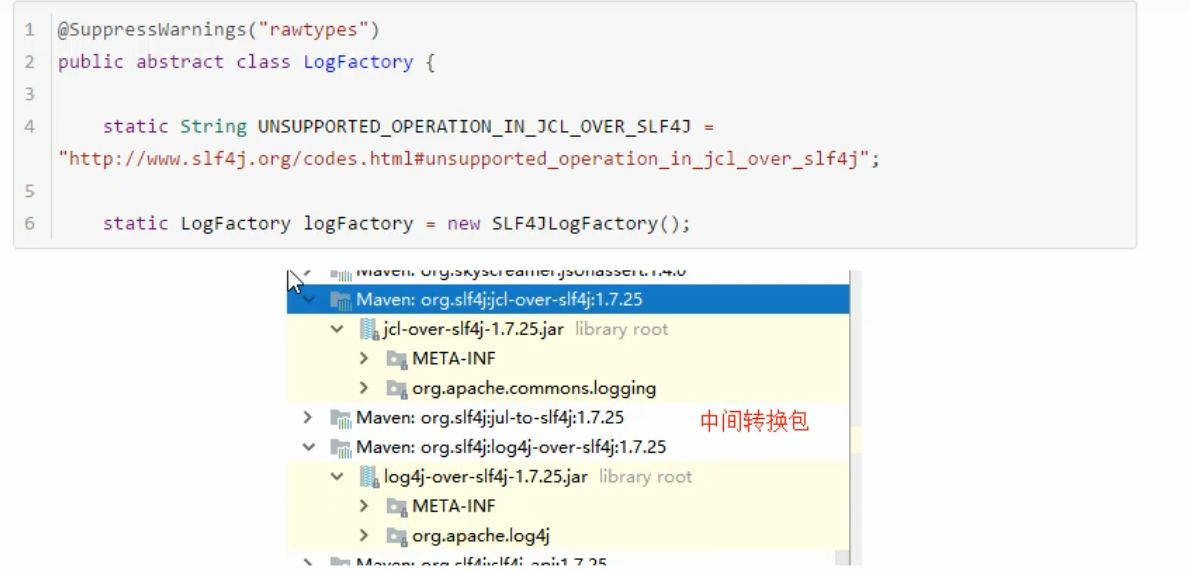 1 @SuppressWarnings("rawtypes")
2 public abstract class LogFactory {
3
4 static String UNSUPPORTED_OPERATION_IN_JCL_OVER_SLF4J =
"http://www.slf4j.org/codes.html#unsupported_operation_in_jcl_over_slf4j";
5
6 static LogFactory logFactory = new SLF4JLogFactory();
Maven: org.skyscreamer:jsonassert:1.4.0
Maven: org.slf4j:jcl-over-slf4j:1.7.25
jcl-over-slf4j-1.7.25.jar library root
META-INF
org.apache.commons.logging
Maven: org.slf4j:jul-to-slf4j:1.7.25 中间转换包
Maven: org.slf4j:log4j-over-slf4j:1.7.25
log4j-over-slf4j-1.7.25.jar library root
META-INF
org.apache.log4j
Maven: org.slf4j:slf4j-api:1.7.25